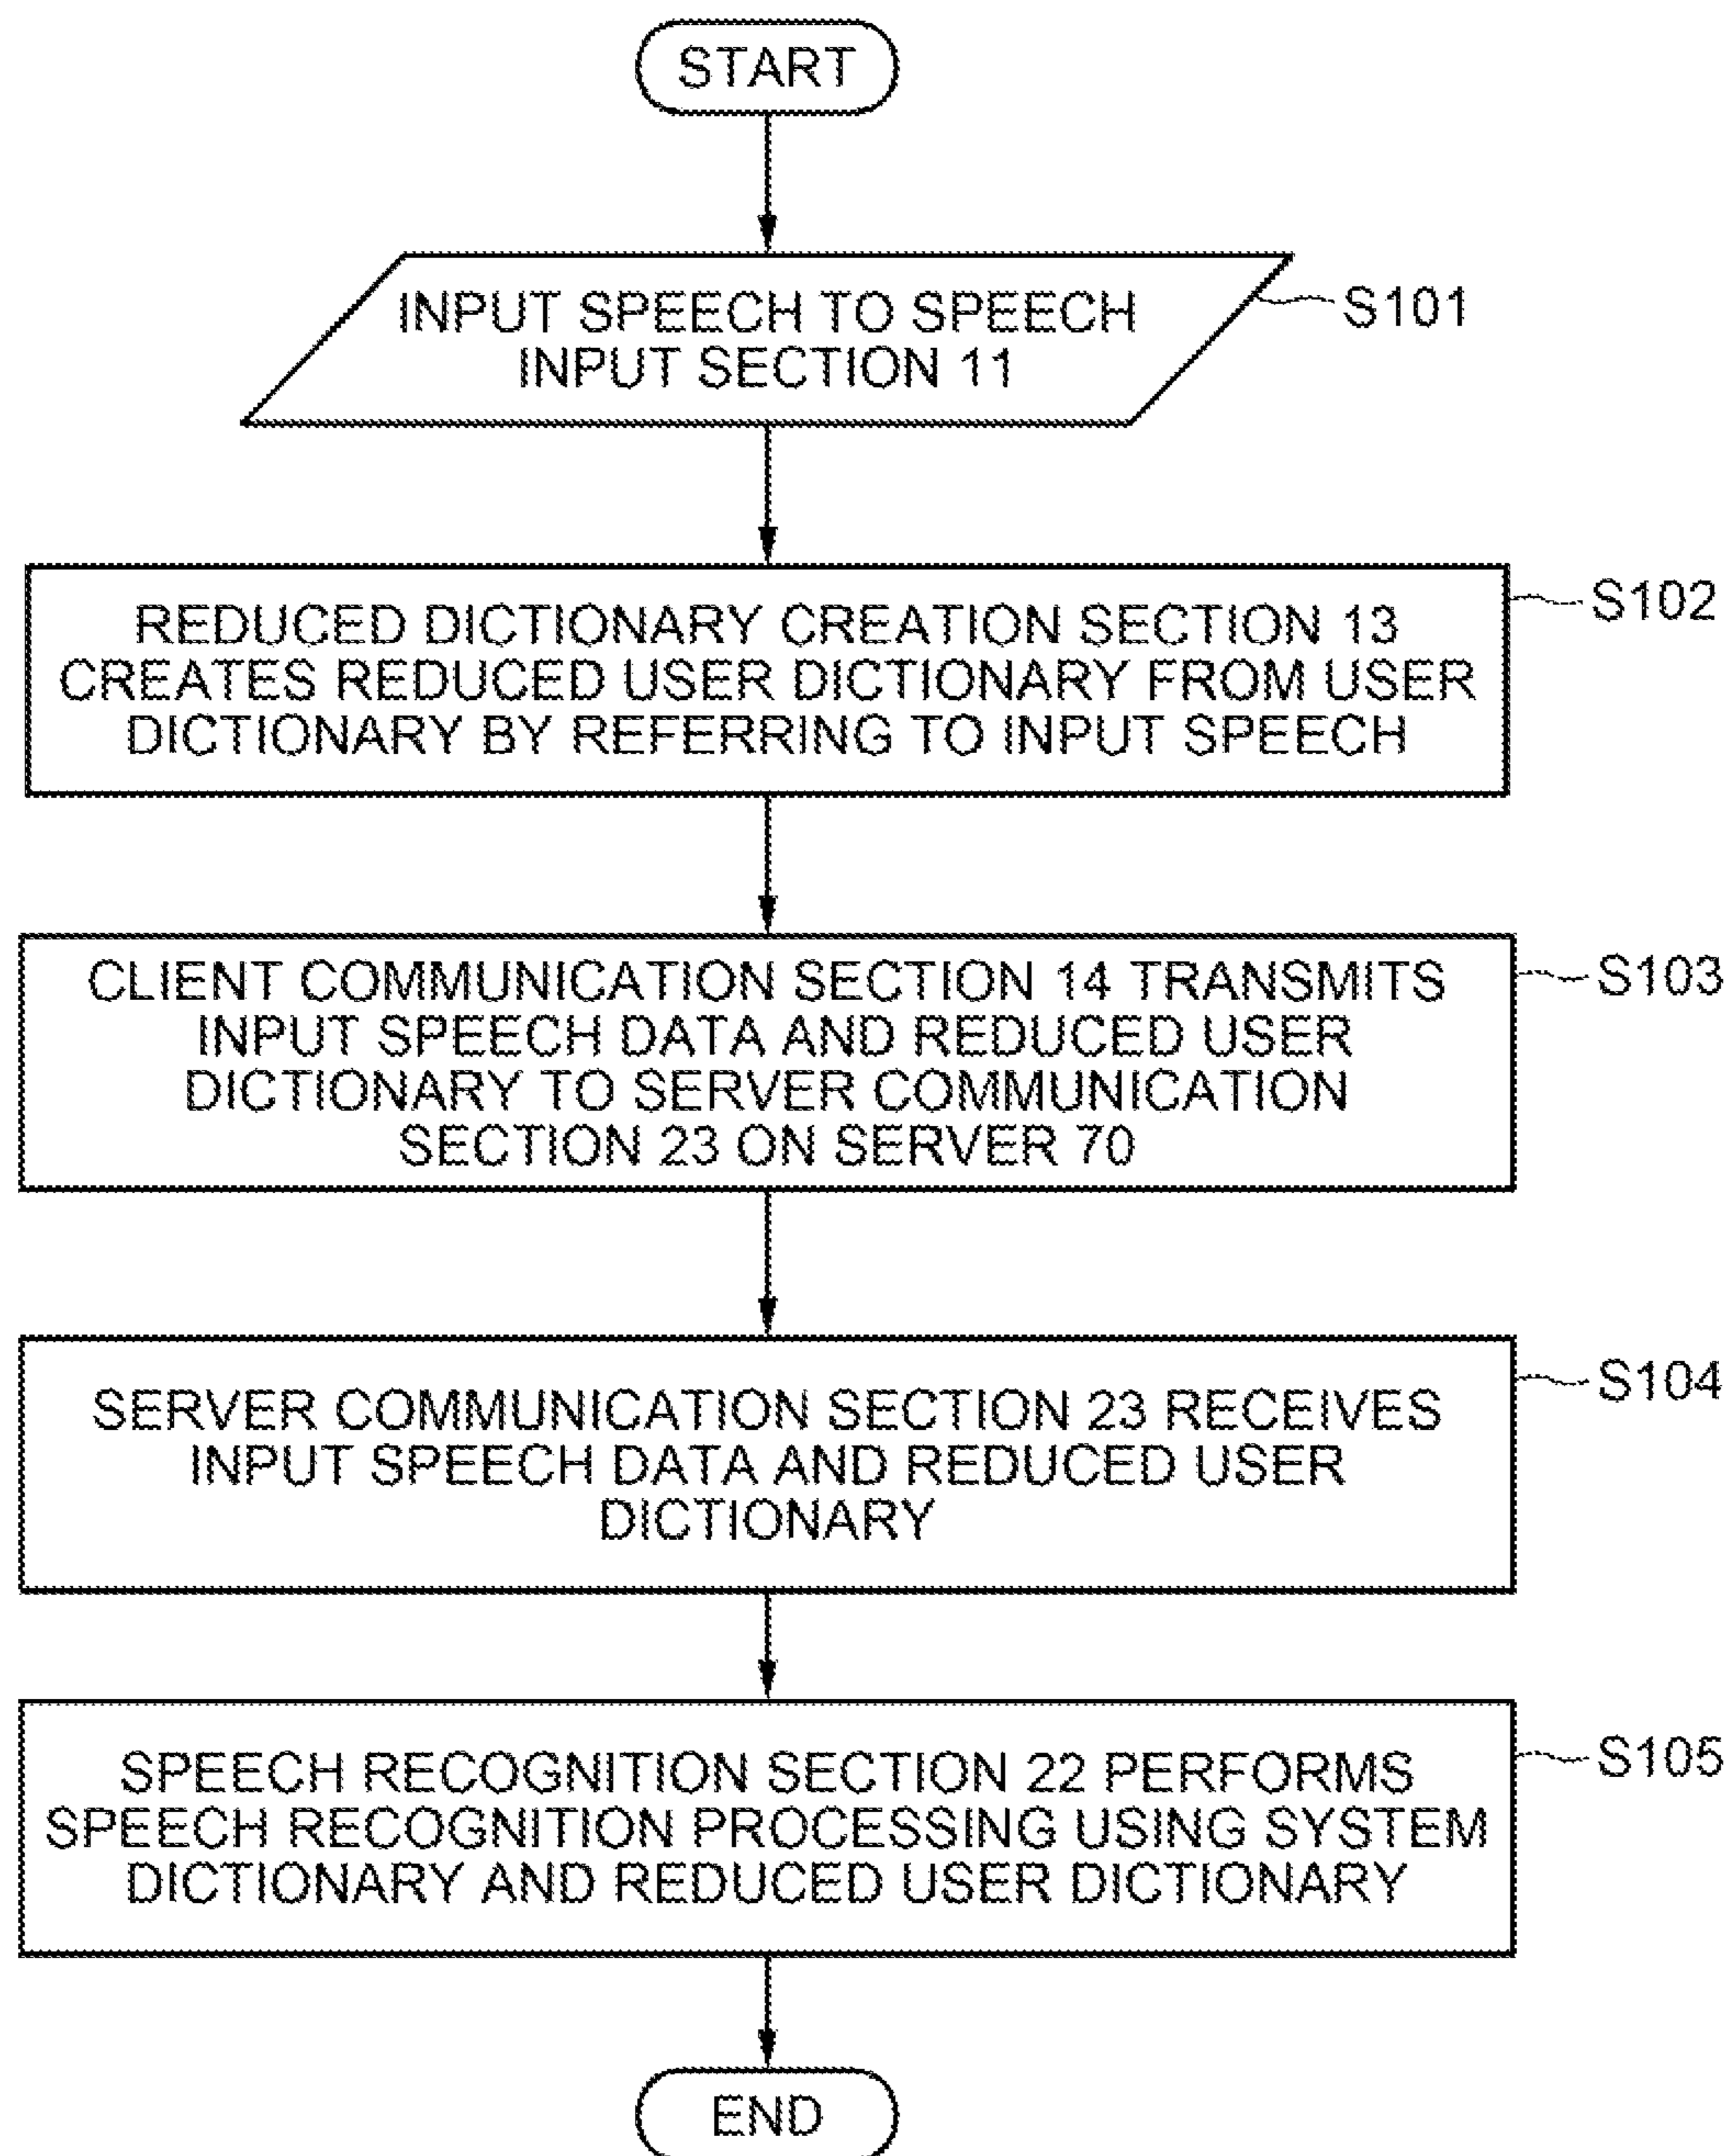 START
INPUT SPEECH TO SPEECH
INPUT SECTION 11
S101
REDUCED DICTIONARY CREATION SECTION 13
CREATES REDUCED USER DICTIONARY FROM USER
DICTIONARY BY REFERRING TO INPUT SPEECH
S102
CLIENT COMMUNICATION SECTION 14 TRANSMITS
INPUT SPEECH DATA AND REDUCED USER
DICTIONARY TO SERVER COMMUNICATION
SECTION 23 ON SERVER 70
S103
SERVER COMMUNICATION SECTION 23 RECEIVES
INPUT SPEECH DATA AND REDUCED USER
DICTIONARY
S104
SPEECH RECOGNITION SECTION 22 PERFORMS
SPEECH RECOGNITION PROCESSING USING SYSTEM
DICTIONARY AND REDUCED USER DICTIONARY
S105
END